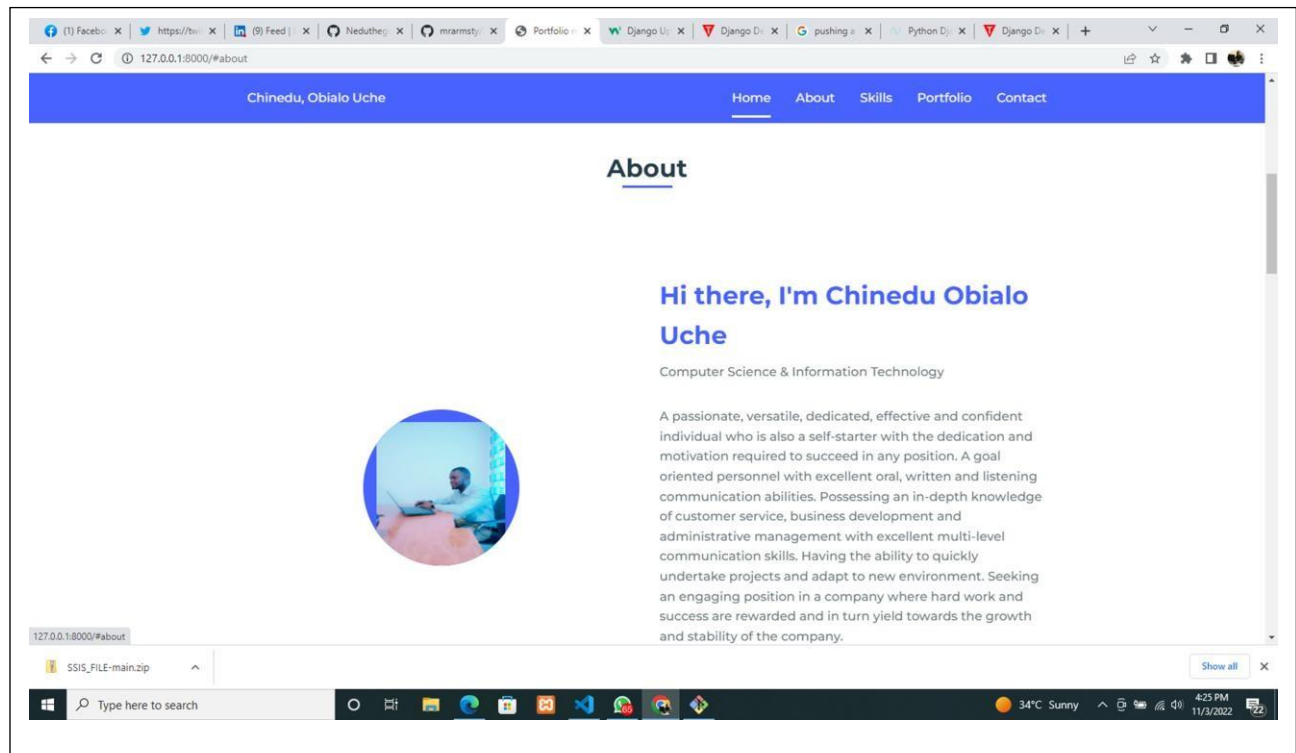 (1) Facebo
https://twi
(9) Feed |
Nedutheg
mrarmsty/
Portfolio
Django Up
Django De
pushing a
Python Dj
Django De
127.0.0.1:8000/#about
Chinedu, Obialo Uche
Home About Skills Portfolio Contact
About
Hi there, I'm Chinedu Obialo
Uche
Computer Science & Information Technology
A passionate, versatile, dedicated, effective and confident
individual who is also a self-starter with the dedication and
motivation required to succeed in any position. A goal
oriented personnel with excellent oral, written and listening
communication abilities. Possessing an in-depth knowledge
of customer service, business development and
administrative management with excellent multi-level
communication skills. Having the ability to quickly
undertake projects and adapt to new environment. Seeking
an engaging position in a company where hard work and
success are rewarded and in turn yield towards the growth
and stability of the company.
127.0.0.1:8000/#about
SSIS_FILE-main.zip
Show all
Type here to search
34°C Sunny
4:25 PM
11/3/2022
22